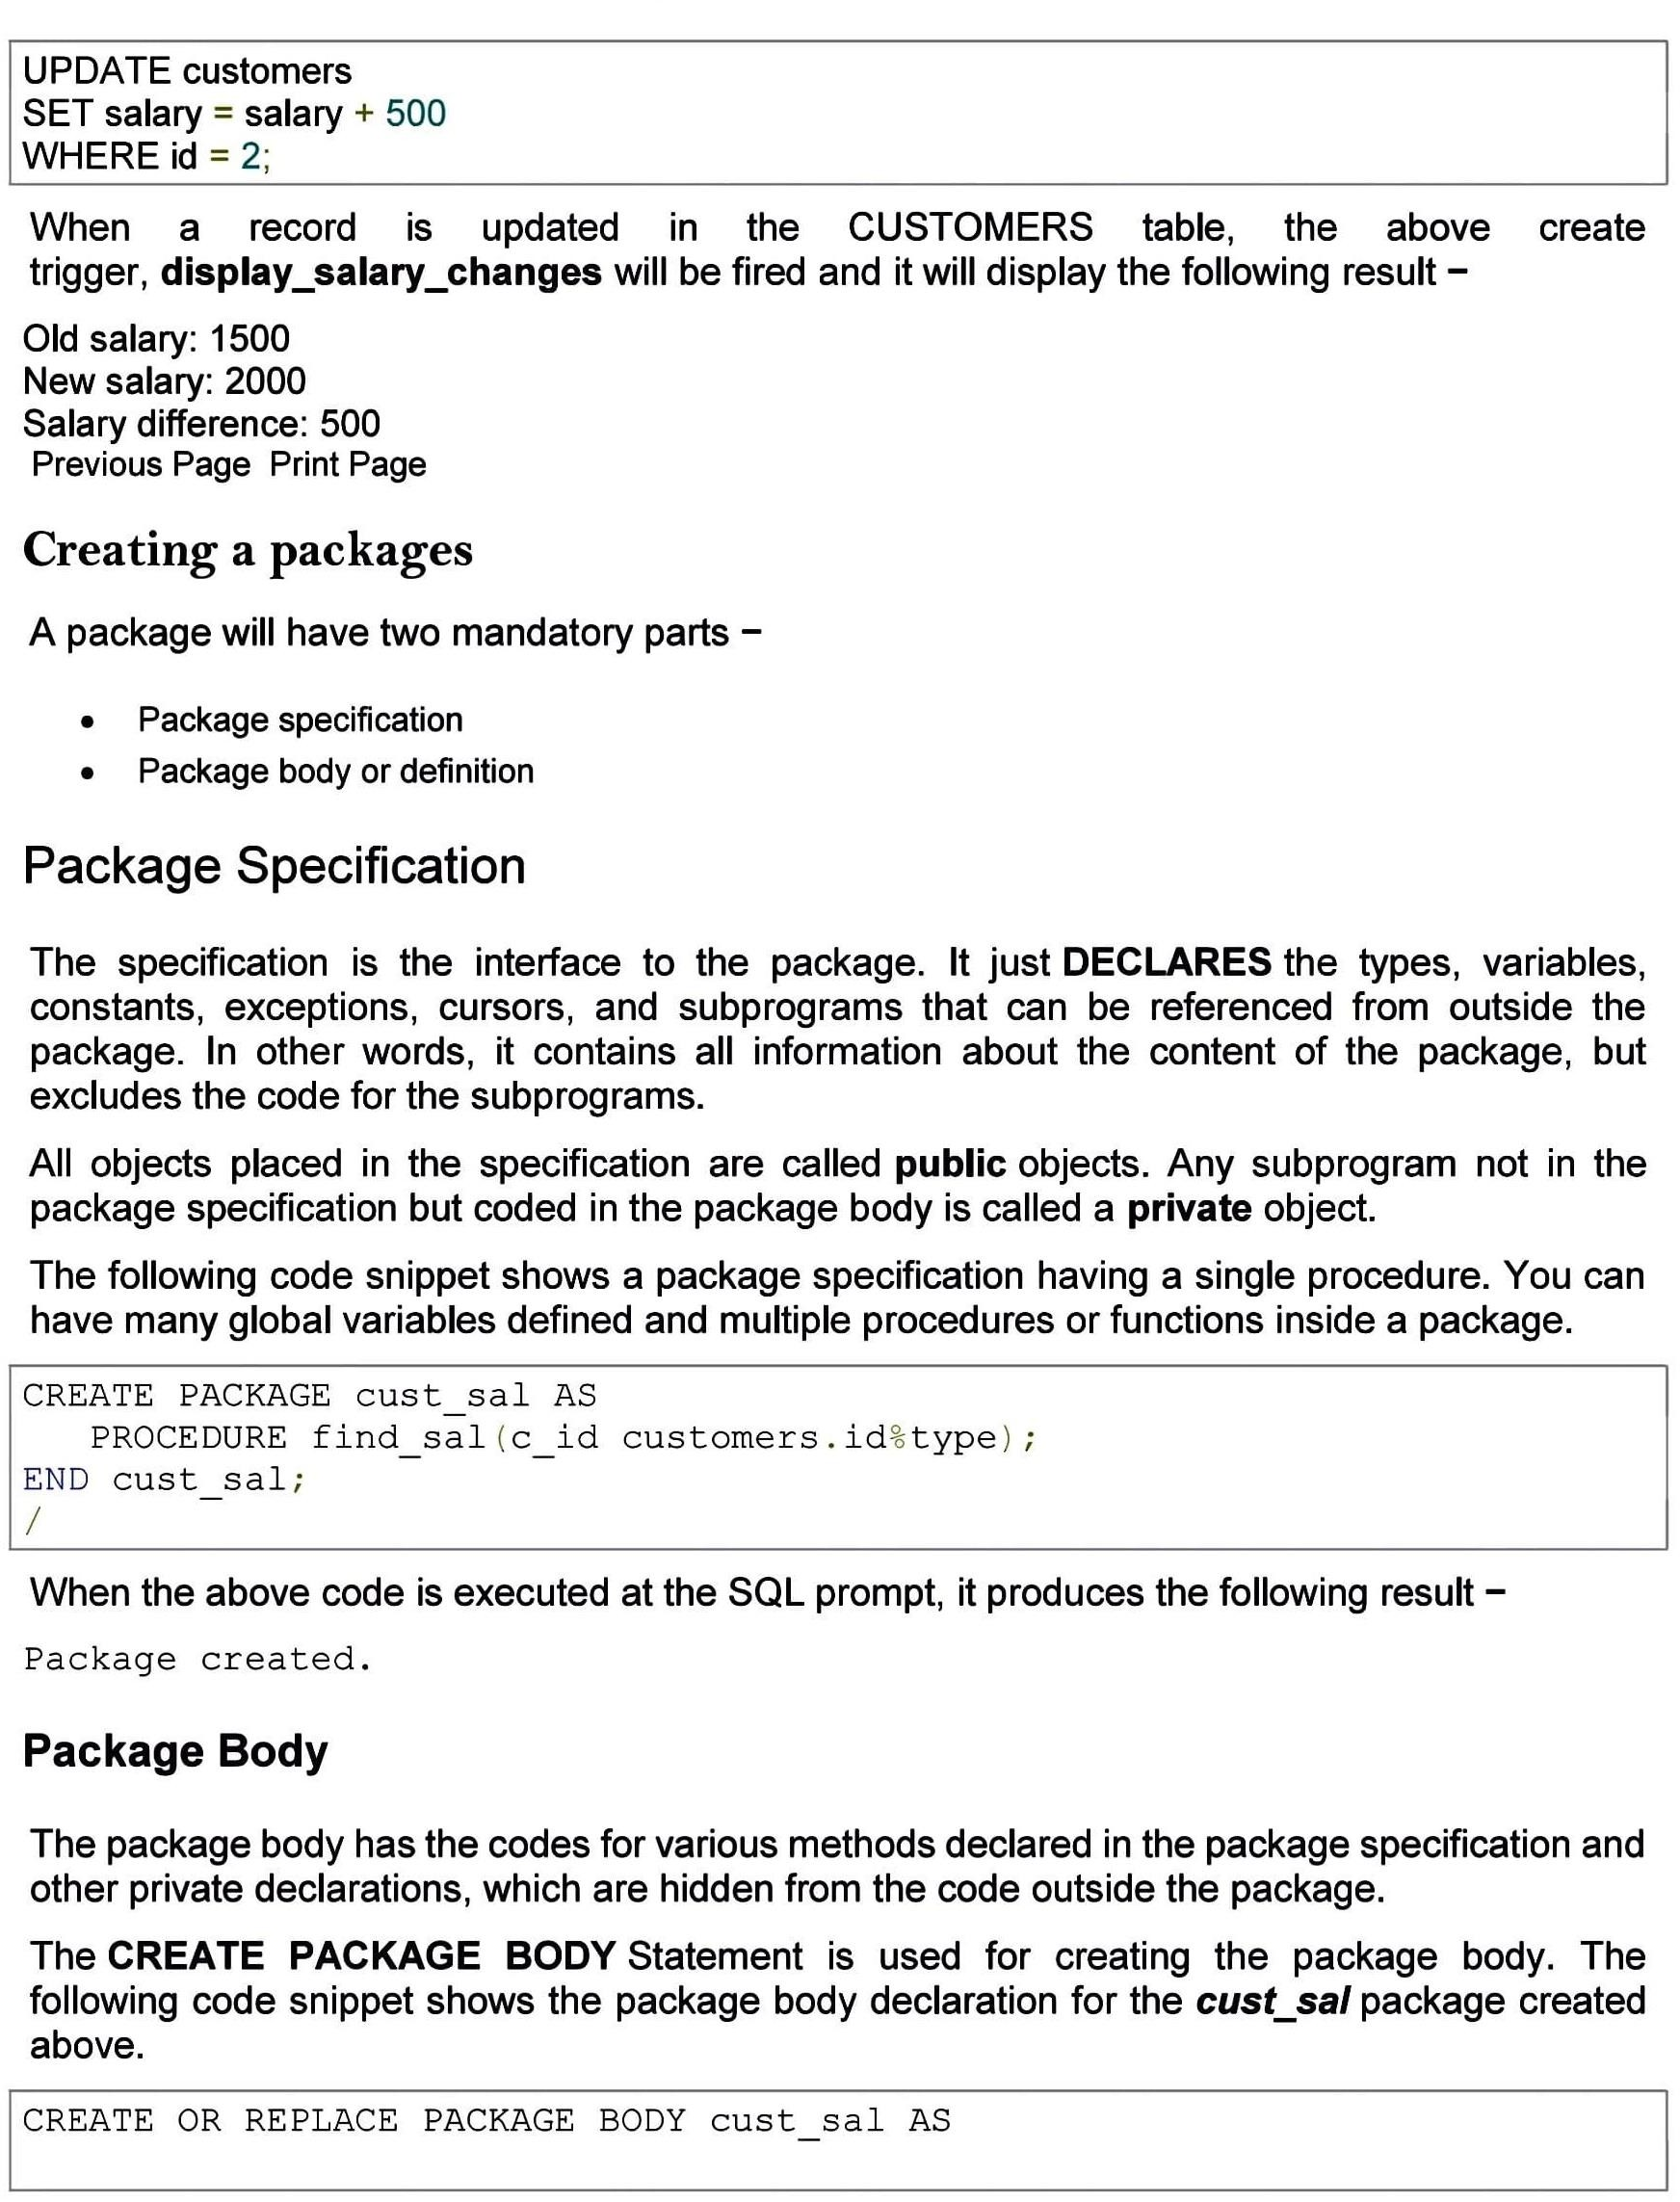 UPDATE customers
SET salary = salary + 500
WHERE id = 2;
When a record is updated in the CUSTOMERS table, the above create
trigger, display_salary_changes will be fired and it will display the following result −
Old salary: 1500
New salary: 2000
Salary difference: 500
Previous Page  Print Page
Creating a packages
A package will have two mandatory parts −
• Package specification
• Package body or definition
Package Specification
The specification is the interface to the package. It just DECLARES the types, variables,
constants, exceptions, cursors, and subprograms that can be referenced from outside the
package. In other words, it contains all information about the content of the package, but
excludes the code for the subprograms.
All objects placed in the specification are called public objects. Any subprogram not in the
package specification but coded in the package body is called a private object.
The following code snippet shows a package specification having a single procedure. You can
have many global variables defined and multiple procedures or functions inside a package.
CREATE PACKAGE cust_sal AS
   PROCEDURE find_sal(c_id customers.id%type);
END cust_sal;
/
When the above code is executed at the SQL prompt, it produces the following result −
Package created.
Package Body
The package body has the codes for various methods declared in the package specification and
other private declarations, which are hidden from the code outside the package.
The CREATE PACKAGE BODY Statement is used for creating the package body. The
following code snippet shows the package body declaration for the cust_sal package created
above.
CREATE OR REPLACE PACKAGE BODY cust_sal AS